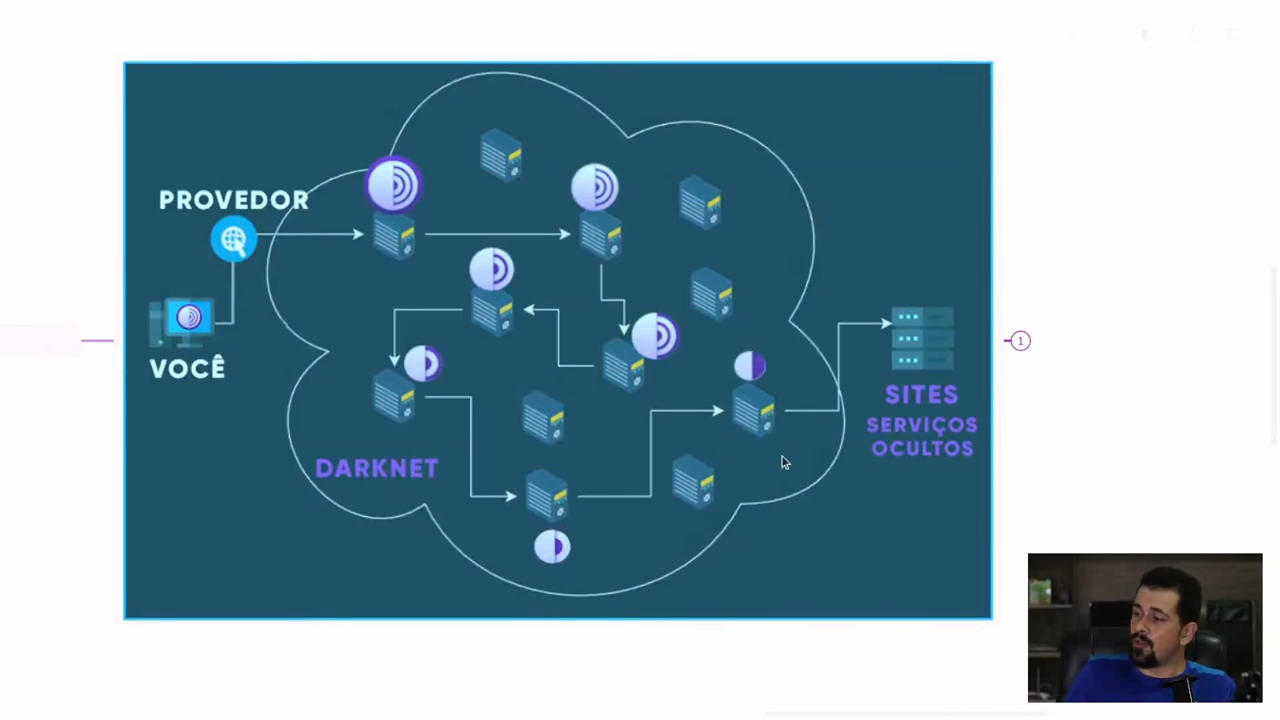 PROVEDOR
VOCÊ
DARKNET
SITES
SERVIÇOS
OCULTOS
1